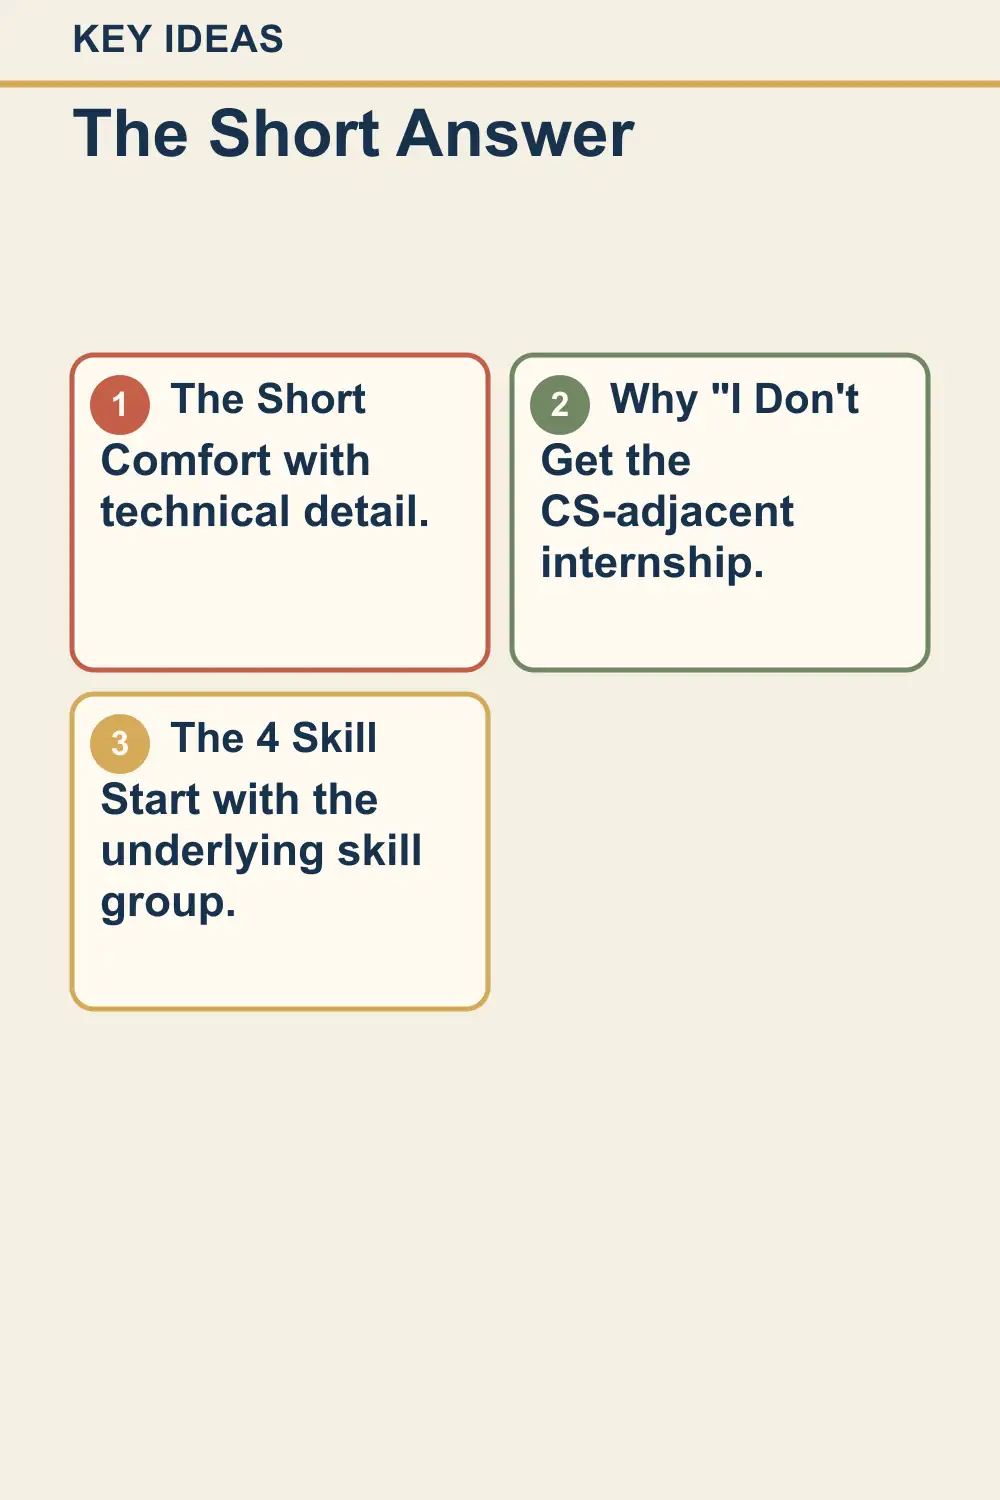 KEY IDEAS
The Short Answer
1 The Short
Comfort with
technical detail.
2 Why "I Don't
Get the
CS-adjacent
internship.
3 The 4 Skill
Start with the
underlying skill
group.